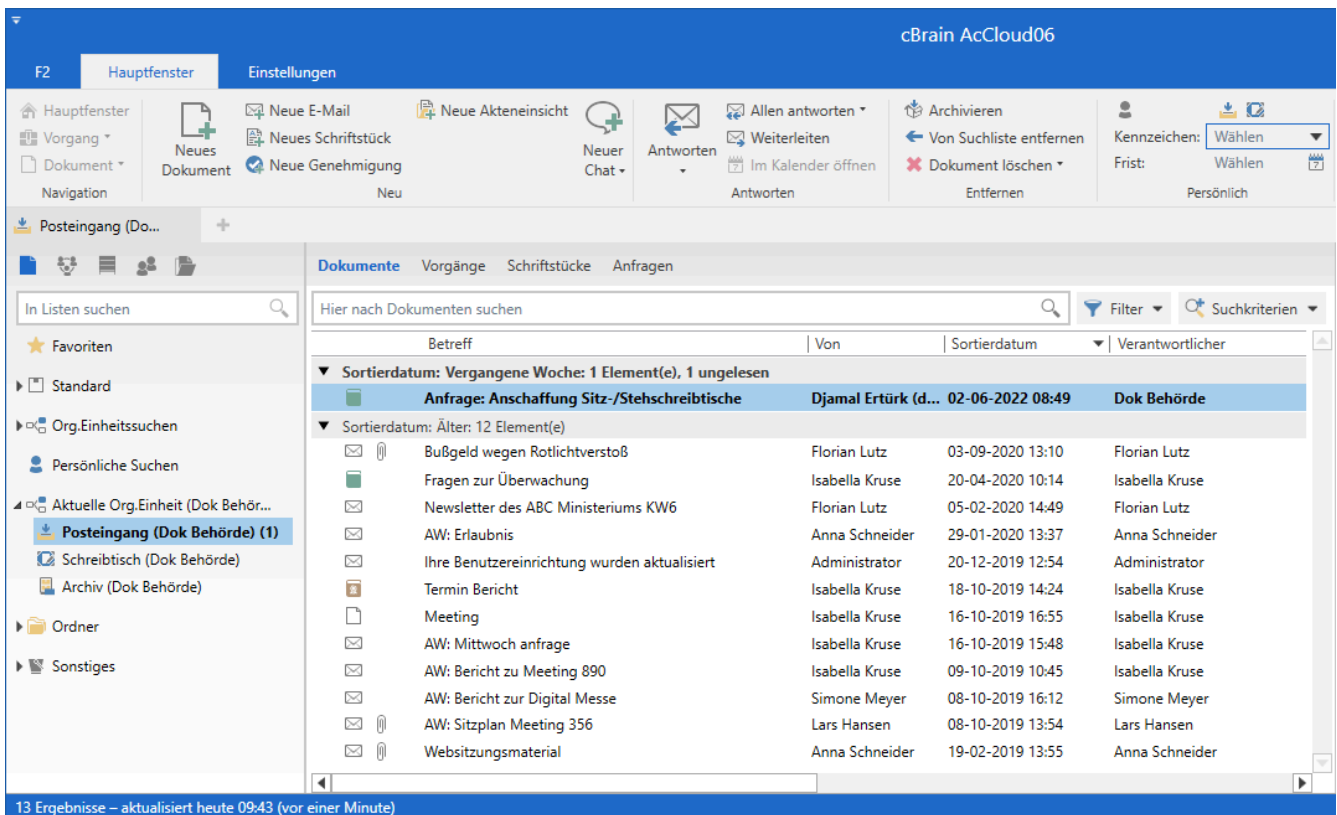 cBrain AcCloud06
F2 Hauptfenster Einstellungen
Hauptfenster Neue E-Mail Neue Akteneinsicht Allen antworten Archivieren
Vorgang Neues Schriftstück Weiterleiten Von Suchliste entfernen Kennzeichen: Wählen
Dokument Neues Dokument Neue Genehmigung Neuer Chat Antworten Im Kalender öffnen Dokument löschen Frist: Wählen
Navigation Neu Antworten Entfernen Persönlich
Posteingang (Do... +
Dokumente Vorgänge Schriftstücke Anfragen
In Listen suchen Hier nach Dokumenten suchen Filter Suchkriterien
Favoriten
Standard
Org.Einheitssuchen
Persönliche Suchen
Aktuelle Org.Einheit (Dok Behör...
Posteingang (Dok Behörde) (1)
Schreibtisch (Dok Behörde)
Archiv (Dok Behörde)
Ordner
Sonstiges
Betreff Von Sortierdatum Verantwortlicher
Sortierdatum: Vergangene Woche: 1 Element(e), 1 ungelesen
Anfrage: Anschaffung Sitz-/Stehschreibtische Djamal Ertürk (d... 02-06-2022 08:49 Dok Behörde
Sortierdatum: Älter: 12 Element(e)
Bußgeld wegen Rotlichtverstoß Florian Lutz 03-09-2020 13:10 Florian Lutz
Fragen zur Überwachung Isabella Kruse 20-04-2020 10:14 Isabella Kruse
Newsletter des ABC Ministeriums KW6 Florian Lutz 05-02-2020 14:49 Florian Lutz
AW: Erlaubnis Anna Schneider 29-01-2020 13:37 Anna Schneider
Ihre Benutzereinrichtung wurden aktualisiert Administrator 20-12-2019 12:54 Administrator
Termin Bericht Isabella Kruse 18-10-2019 14:24 Isabella Kruse
Meeting Isabella Kruse 16-10-2019 16:55 Isabella Kruse
AW: Mittwoch anfrage Isabella Kruse 16-10-2019 15:48 Isabella Kruse
AW: Bericht zu Meeting 890 Isabella Kruse 09-10-2019 10:45 Isabella Kruse
AW: Bericht zur Digital Messe Simone Meyer 08-10-2019 16:12 Simone Meyer
AW: Sitzplan Meeting 356 Lars Hansen 08-10-2019 13:54 Lars Hansen
Websitzungsmaterial Anna Schneider 19-02-2019 13:55 Anna Schneider
13 Ergebnisse – aktualisiert heute 09:43 (vor einer Minute)